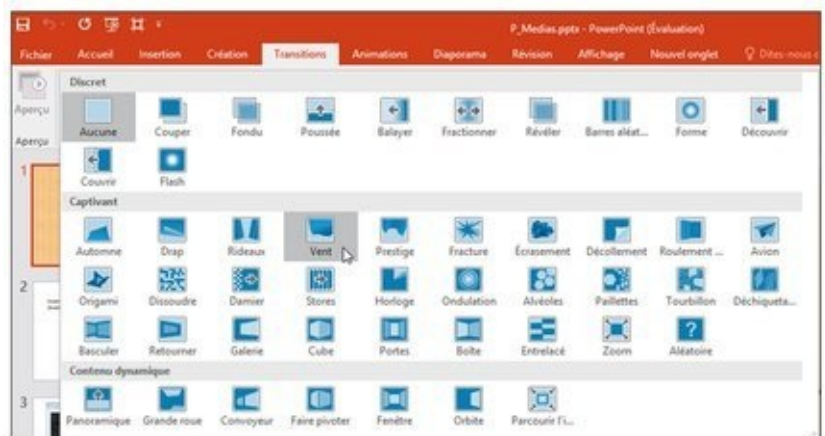 P_Medias.pptx - PowerPoint (Évaluation)
Fichier Accueil Insertion Création Transitions Animations Diaporama Révision Affichage Nouvel onglet Dites-nous
Discret
Aperçu Aucune Couper Fondu Poussée Balayer Fractionner Révéler Barres aléat... Forme Découvrir
Aperçu
1
Couvrir Flash
Captivant
Automne Drap Rideaux Vent Prestige Fracture Écrasement Décollement Roulement ... Avion
2
Origami Dissoudre Damier Stores Horloge Ondulation Alvéoles Paillettes Tourbillon Déchiqueta...
Basculer Retourner Galerie Cube Portes Boîte Entrelacé Zoom Aléatoire
Contenu dynamique
3
Panoramique Grande roue Convoyeur Faire pivoter Fenêtre Orbite Parcourir l'i...